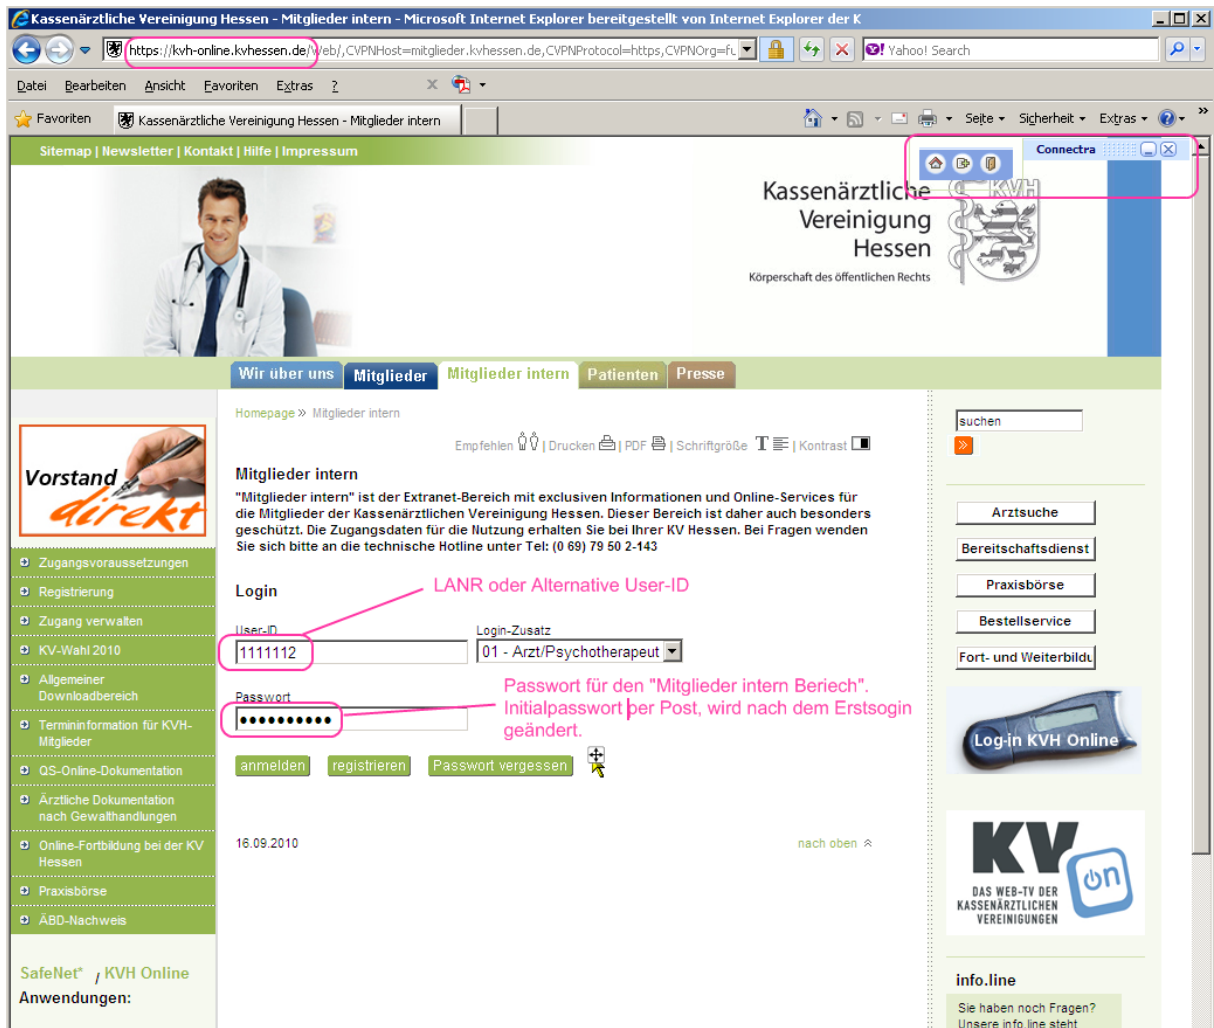 Kassenärztliche Vereinigung Hessen - Mitglieder intern - Microsoft Internet Explorer bereitgestellt von Internet Explorer der K
https://kvh-online.kvhessen.de/Web/,CVPNHost=mitglieder.kvhessen.de,CVPNProtocol=https,CVPNOrg=fu
Yahoo! Search
Datei Bearbeiten Ansicht Favoriten Extras ?
Favoriten
Kassenärztliche Vereinigung Hessen - Mitglieder intern
Seite Sicherheit Extras
Sitemap | Newsletter | Kontakt | Hilfe | Impressum
Connectra
Kassenärztliche
Vereinigung
Hessen
Körperschaft des öffentlichen Rechts
KVH
Wir über uns Mitglieder Mitglieder intern Patienten Presse
Homepage » Mitglieder intern
Empfehlen | Drucken | PDF | Schriftgröße T | Kontrast
Mitglieder intern
"Mitglieder intern" ist der Extranet-Bereich mit exclusiven Informationen und Online-Services für
die Mitglieder der Kassenärztlichen Vereinigung Hessen. Dieser Bereich ist daher auch besonders
geschützt. Die Zugangsdaten für die Nutzung erhalten Sie bei Ihrer KV Hessen. Bei Fragen wenden
Sie sich bitte an die technische Hotline unter Tel: (0 69) 79 50 2-143
Login
LANR oder Alternative User-ID
User-ID
Login-Zusatz
1111112
01 - Arzt/Psychotherapeut
Passwort
●●●●●●●●●●
Passwort für den "Mitglieder intern Beriech".
Initialpasswort per Post, wird nach dem Erstsogin
geändert.
anmelden registrieren Passwort vergessen
16.09.2010
nach oben
Vorstand
direkt
Zugangsvoraussetzungen
Registrierung
Zugang verwalten
KV-Wahl 2010
Allgemeiner
Downloadbereich
Termininformation für KVH-
Mitglieder
QS-Online-Dokumentation
Ärztliche Dokumentation
nach Gewalthandlungen
Online-Fortbildung bei der KV
Hessen
Praxisbörse
ÄBD-Nachweis
SafeNet* / KVH Online
Anwendungen:
suchen
Arztsuche
Bereitschaftsdienst
Praxisbörse
Bestellservice
Fort- und Weiterbildu
Log-in KVH Online
KV on
DAS WEB-TV DER
KASSENÄRZTLICHEN
VEREINIGUNGEN
info.line
Sie haben noch Fragen?
Unsere info.line steht